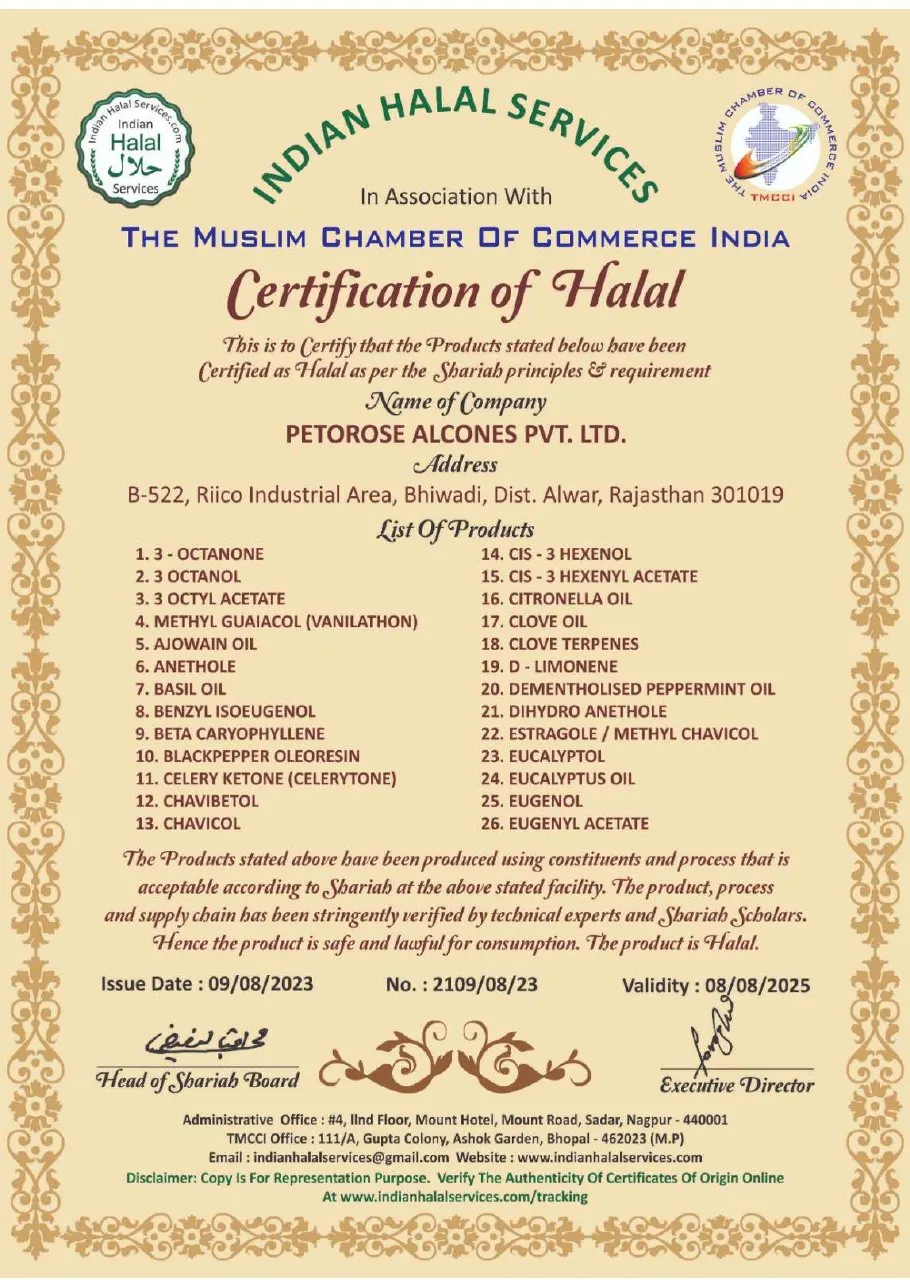 Indian Halal Services.com
Indian
Halal
حلال
Services
INDIAN HALAL SERVICES
THE MUSLIM CHAMBER OF COMMERCE INDIA
TMCCI
In Association With
THE MUSLIM CHAMBER OF COMMERCE INDIA
Certification of Halal
This is to Certify that the Products stated below have been
Certified as Halal as per the Shariah principles & requirement
Name of Company
PETOROSE ALCONES PVT. LTD.
Address
B-522, Riico Industrial Area, Bhiwadi, Dist. Alwar, Rajasthan 301019
List Of Products
1. 3 - OCTANONE
2. 3 OCTANOL
3. 3 OCTYL ACETATE
4. METHYL GUAIACOL (VANILATHON)
5. AJOWAIN OIL
6. ANETHOLE
7. BASIL OIL
8. BENZYL ISOEUGENOL
9. BETA CARYOPHYLLENE
10. BLACKPEPPER OLEORESIN
11. CELERY KETONE (CELERYTONE)
12. CHAVIBETOL
13. CHAVICOL
14. CIS - 3 HEXENOL
15. CIS - 3 HEXENYL ACETATE
16. CITRONELLA OIL
17. CLOVE OIL
18. CLOVE TERPENES
19. D - LIMONENE
20. DEMENTHOLISED PEPPERMINT OIL
21. DIHYDRO ANETHOLE
22. ESTRAGOLE / METHYL CHAVICOL
23. EUCALYPTOL
24. EUCALYPTUS OIL
25. EUGENOL
26. EUGENYL ACETATE
The Products stated above have been produced using constituents and process that is
acceptable according to Shariah at the above stated facility. The product, process
and supply chain has been stringently verified by technical experts and Shariah Scholars.
Hence the product is safe and lawful for consumption. The product is Halal.
Issue Date : 09/08/2023 No. : 2109/08/23 Validity : 08/08/2025
Head of Shariah Board
Executive Director
Administrative Office : #4, IInd Floor, Mount Hotel, Mount Road, Sadar, Nagpur - 440001
TMCCI Office : 111/A, Gupta Colony, Ashok Garden, Bhopal - 462023 (M.P)
Email : indianhalalservices@gmail.com Website : www.indianhalalservices.com
Disclaimer: Copy Is For Representation Purpose. Verify The Authenticity Of Certificates Of Origin Online
At www.indianhalalservices.com/tracking